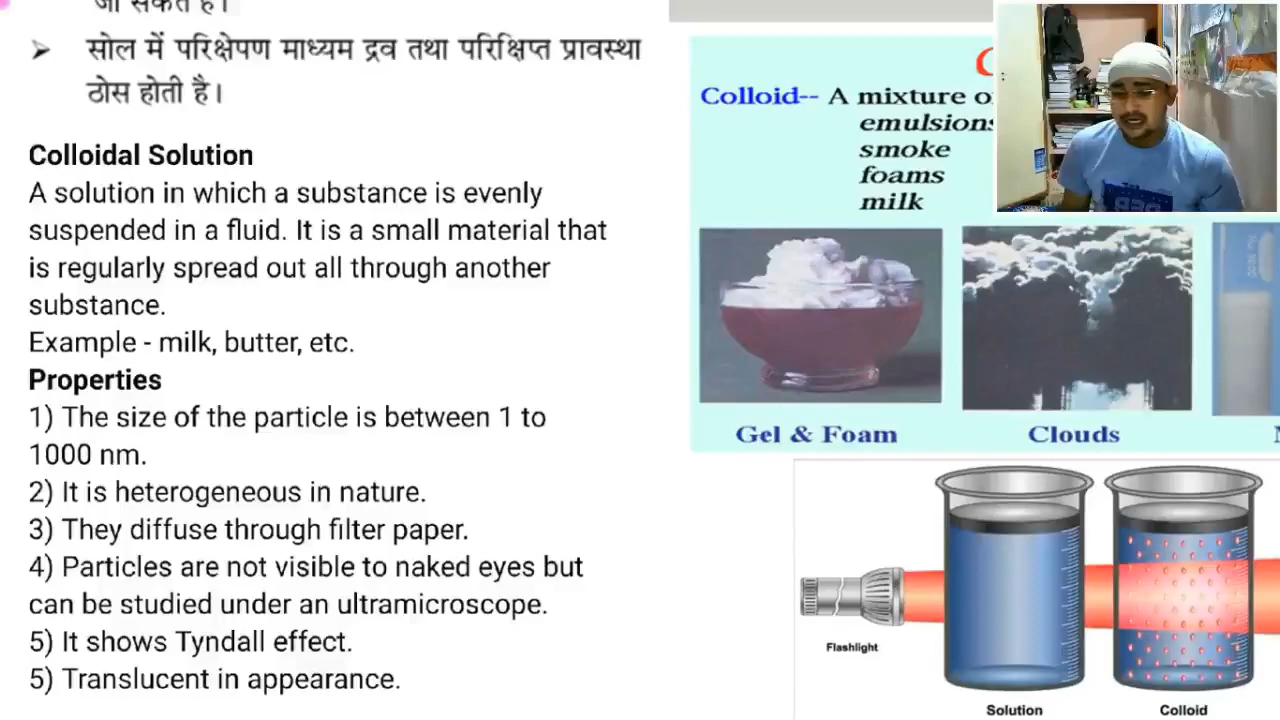 जा सकते हैं।
➤ सोल में परिक्षेपण माध्यम द्रव तथा परिक्षिप्त प्रावस्था
ठोस होती है।
Colloidal Solution
A solution in which a substance is evenly
suspended in a fluid. It is a small material that
is regularly spread out all through another
substance.
Example - milk, butter, etc.
Properties
1) The size of the particle is between 1 to
1000 nm.
2) It is heterogeneous in nature.
3) They diffuse through filter paper.
4) Particles are not visible to naked eyes but
can be studied under an ultramicroscope.
5) It shows Tyndall effect.
5) Translucent in appearance.
Colloid-- A mixture
emulsions
smoke
foams
milk
Gel & Foam
Clouds
Flashlight
Solution
Colloid